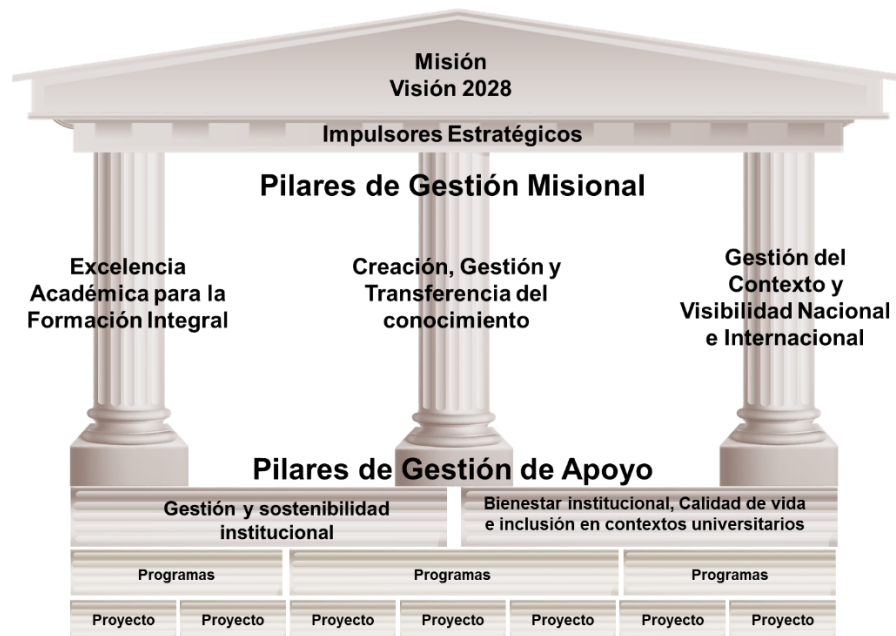 Misión
Visión 2028
Impulsores Estratégicos
Pilares de Gestión Misional
Excelencia
Académica para la
Formación Integral
Creación, Gestión y
Transferencia del
conocimiento
Gestión del
Contexto y
Visibilidad Nacional
e Internacional
Pilares de Gestión de Apoyo
Gestión y sostenibilidad
institucional
Bienestar institucional, Calidad de vida
e inclusión en contextos universitarios
Programas
Programas
Programas
Proyecto
Proyecto
Proyecto
Proyecto
Proyecto
Proyecto
Proyecto